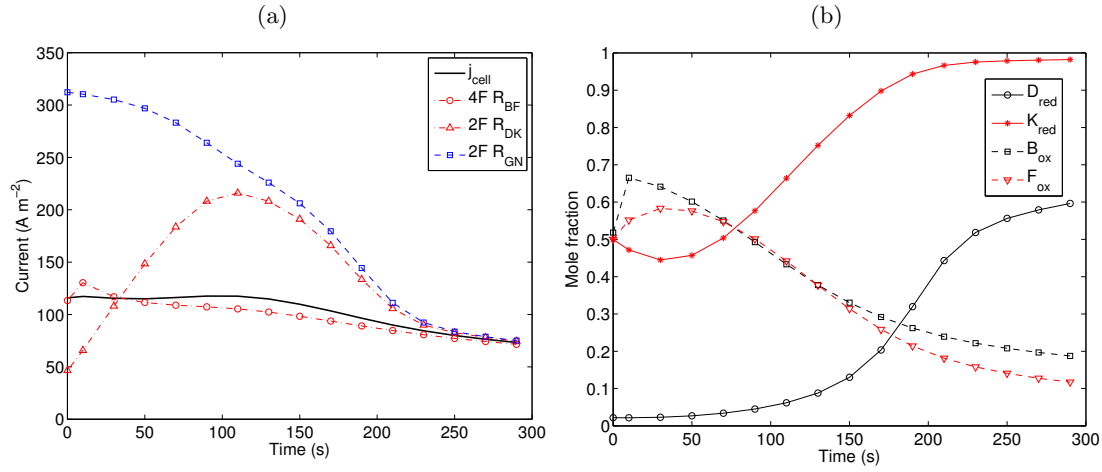 (a)
350
300
250
200
150
100
50
0
Current (A m⁻²)
0 50 100 150 200 250 300
Time (s)
j_cell
4F R_BF
2F R_DK
2F R_GN
(b)
1
0.9
0.8
0.7
0.6
0.5
0.4
0.3
0.2
0.1
0
Mole fraction
0 50 100 150 200 250 300
Time (s)
D_red
K_red
B_ox
F_ox